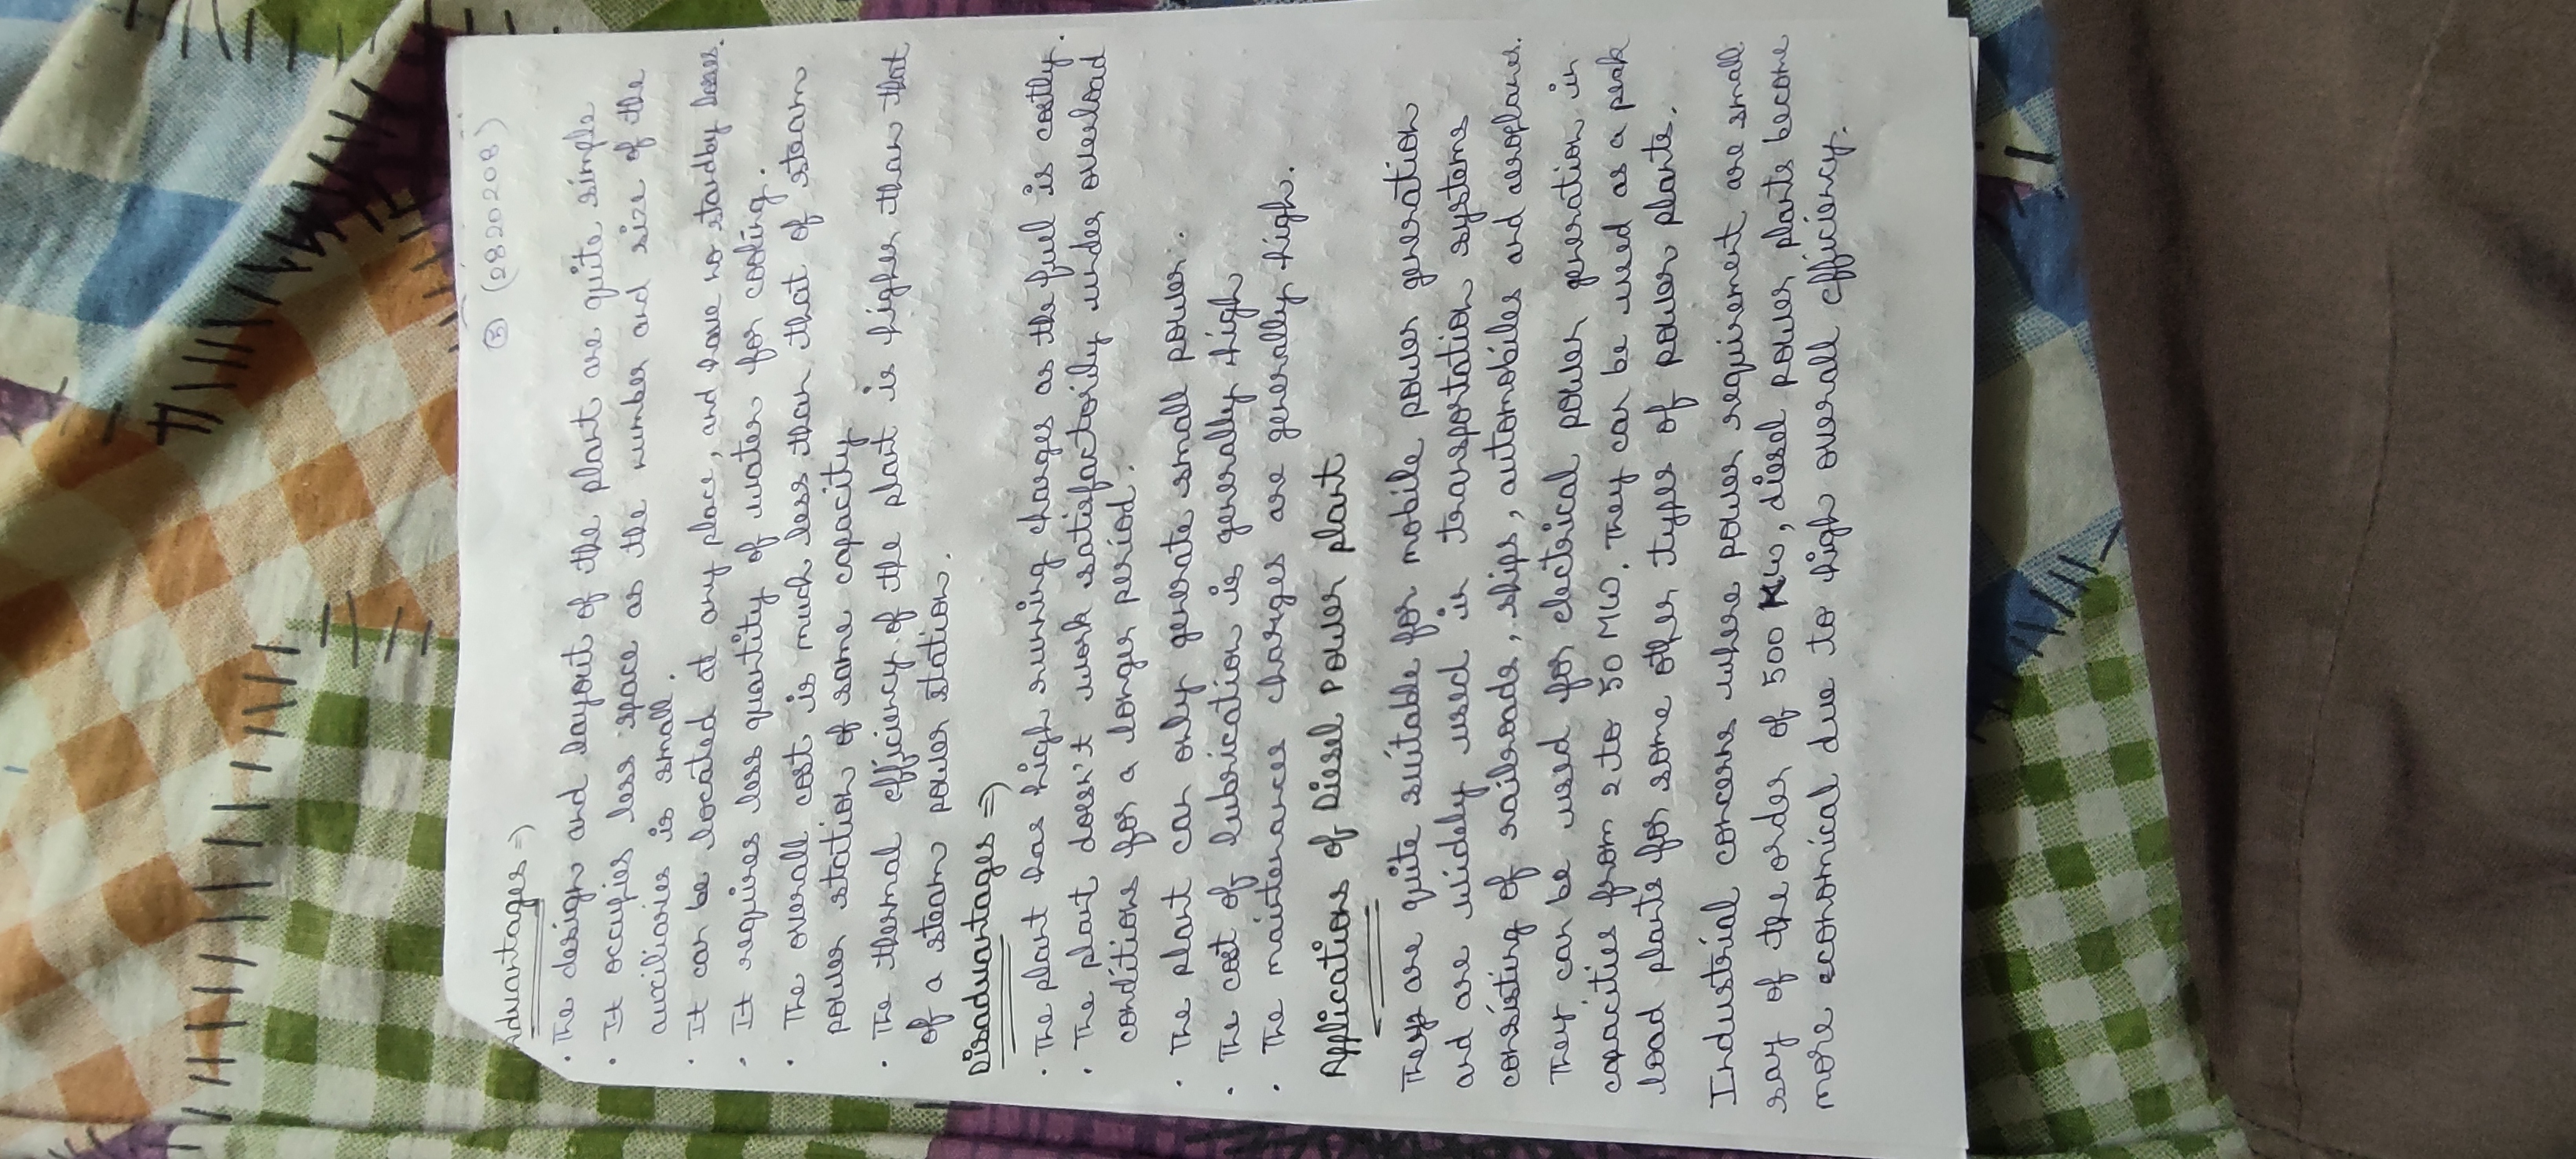 ⑤ (2820208)
Advantages ⇒
• The design and layout of the plant are quite simple
• It occupies less space as the number and size of the
auxiliaries is small.
• It can be located at any place, and have no standby losses.
• It requires less quantity of water for cooling.
• The overall cost is much less than that of steam
power station of same capacity
• The thermal efficiency of the plant is higher than that
of a steam power station.
Disadvantages ⇒
• The plant has high running charges as the fuel is costly.
• The plant doesn't work satisfactorily under overload
conditions for a longer period.
• The plant can only generate small power.
• The cost of lubrication is generally high
• The maintenances charges are generally high.
Applications of Diesel Power plant
They are quite suitable for mobile power generation
and are widely used in transportation systems
consisting of railroads, ships, automobiles and aeroplanes.
They can be used for electrical power generation in
capacities from 2 to 50 MW. They can be used as a peak
load plants for some other types of power plants.
Industrial concerns where power requirement are small
say of the order of 500 KW, diesel power plants become
more economical due to high overall efficiency.